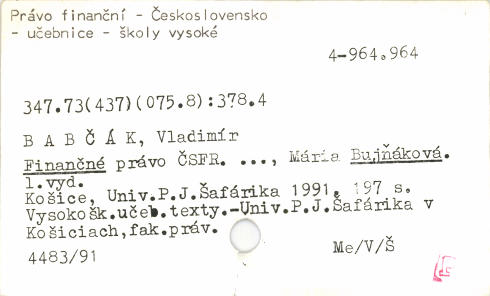 Právo finanční - Československo
- učebnice - školy vysoké
4-964.964
347.73(437)(075.8):378.4
B A B Č Á K, Vladimír
Finančné právo ČSFR. ..., Mária Bujňáková.
1.vyd.
Košice, Univ.P.J.Šafárika 1991. 197 s.
Vysokošk.učeb.texty.-Univ.P.J.Šafárika v
Košiciach,fak.práv.
4483/91
Me/V/Š